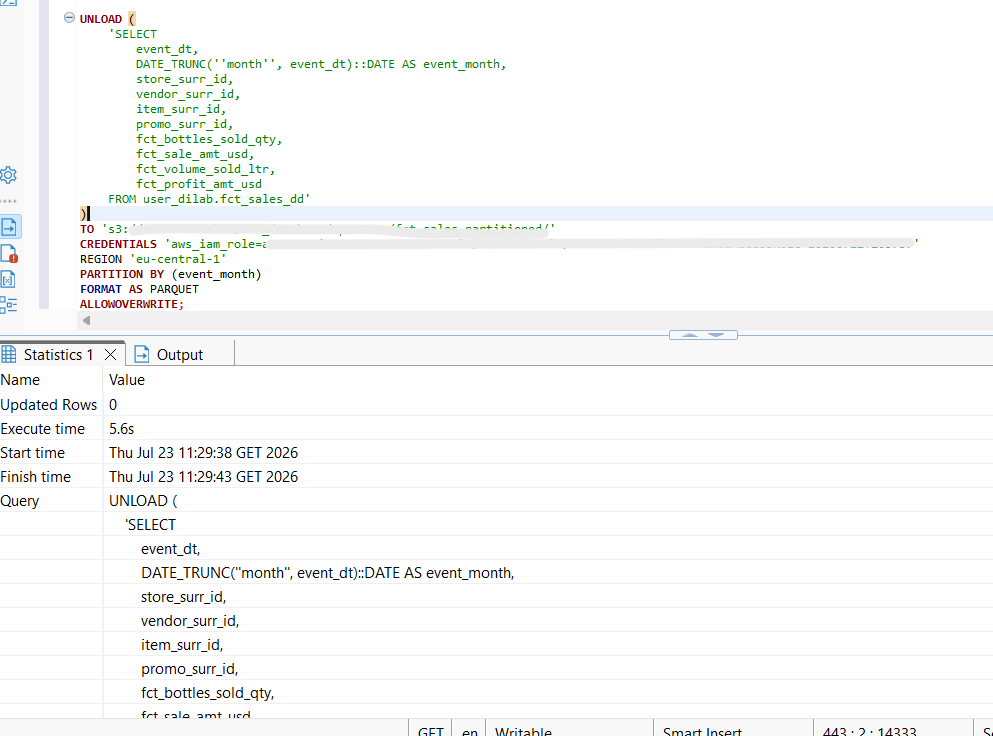 UNLOAD (
'SELECT
event_dt,
DATE_TRUNC(''month'', event_dt)::DATE AS event_month,
store_surr_id,
vendor_surr_id,
item_surr_id,
promo_surr_id,
fct_bottles_sold_qty,
fct_sale_amt_usd,
fct_volume_sold_ltr,
fct_profit_amt_usd
FROM user_dilab.fct_sales_dd'
)
TO 's3:/fct_sales_partitioned/'
CREDENTIALS 'aws_iam_role=
REGION 'eu-central-1'
PARTITION BY (event_month)
FORMAT AS PARQUET
ALLOWOVERWRITE;
Statistics 1 Output
Name Value
Updated Rows 0
Execute time 5.6s
Start time Thu Jul 23 11:29:38 GET 2026
Finish time Thu Jul 23 11:29:43 GET 2026
Query UNLOAD (
'SELECT
event_dt,
DATE_TRUNC(''month'', event_dt)::DATE AS event_month,
store_surr_id,
vendor_surr_id,
item_surr_id,
promo_surr_id,
fct_bottles_sold_qty,
fct_sale_amt_usd
GET en Writable Smart Insert 443 : 2 : 14333